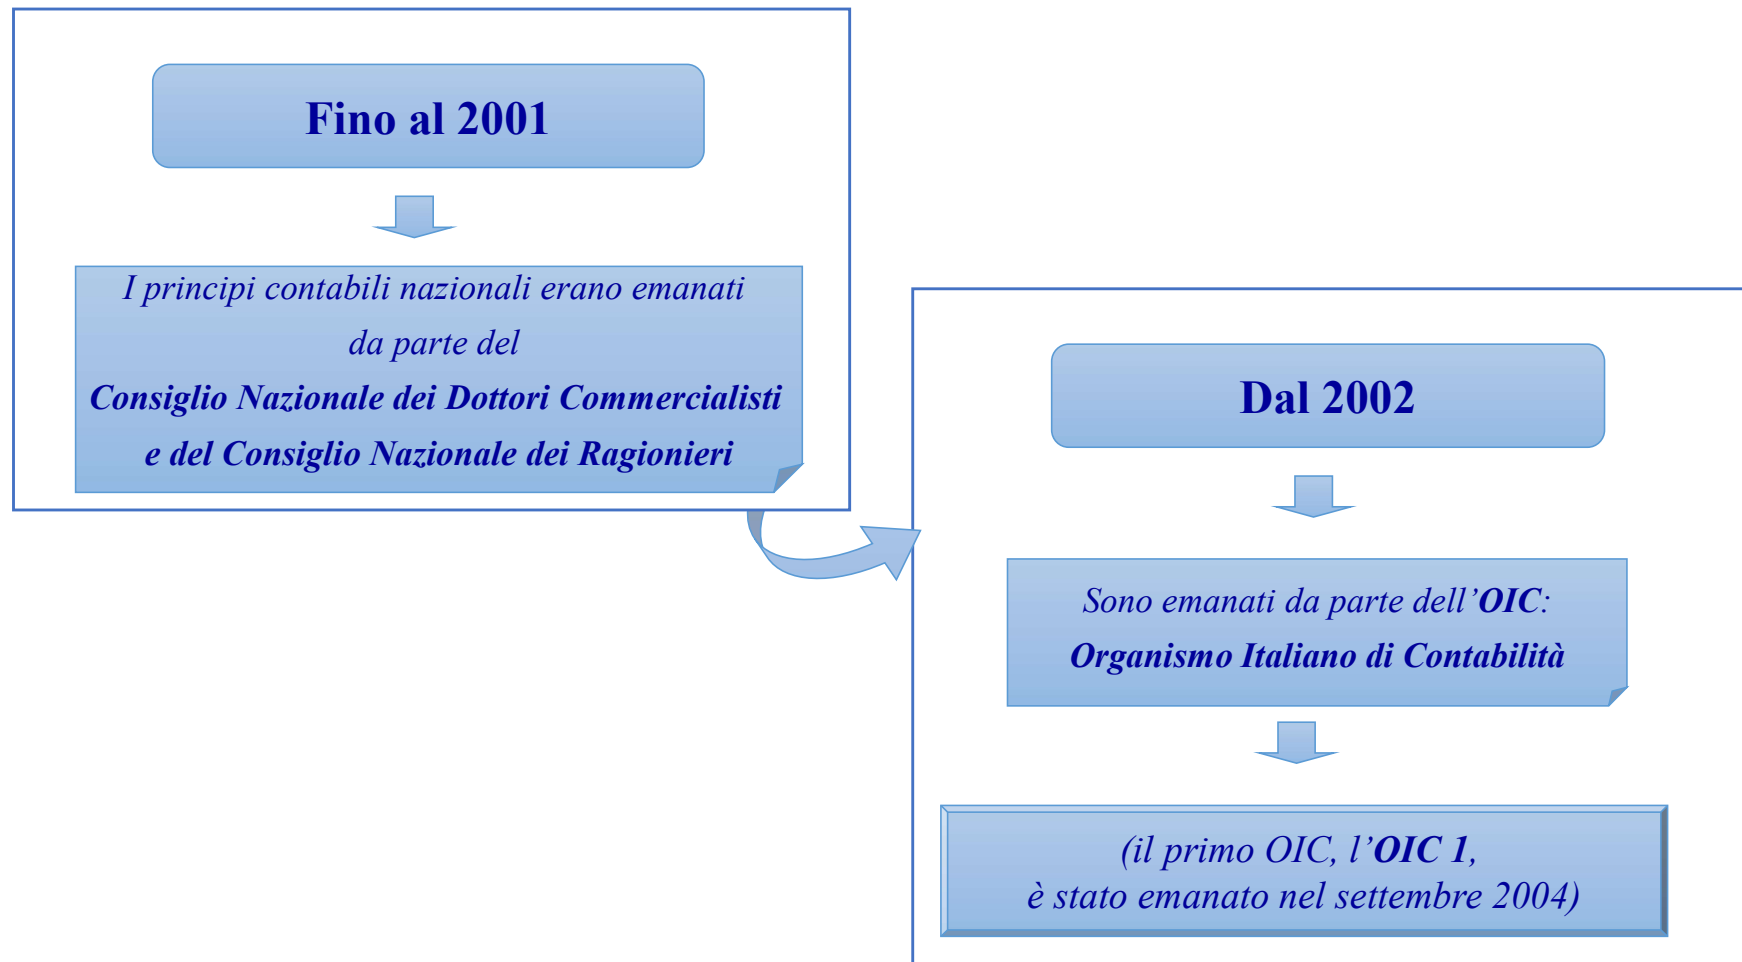 Fino al 2001
I principi contabili nazionali erano emanati
da parte del
Consiglio Nazionale dei Dottori Commercialisti
e del Consiglio Nazionale dei Ragionieri
Dal 2002
Sono emanati da parte dell’OIC:
Organismo Italiano di Contabilità
(il primo OIC, l’OIC 1,
è stato emanato nel settembre 2004)